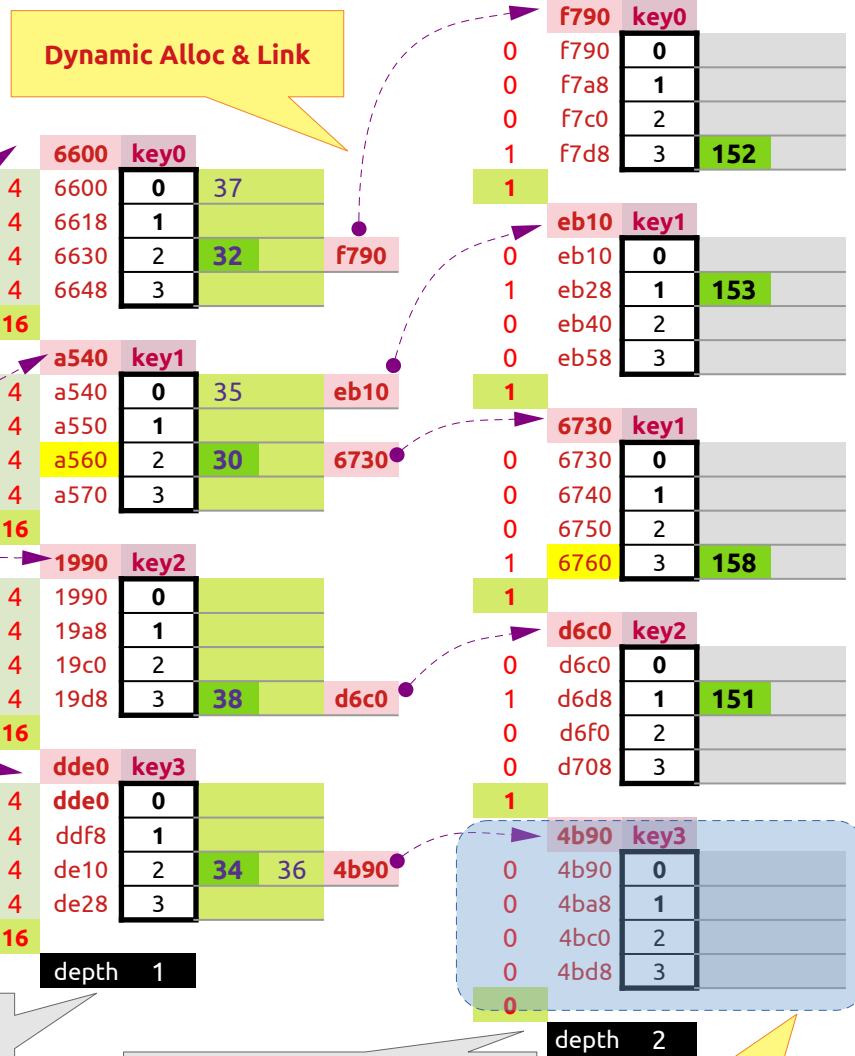 Dynamic Alloc & Link
6600 key0
4 6600 0 37
4 6618 1
4 6630 2 32 f790
4 6648 3
16
a540 key1
4 a540 0 35 eb10
4 a550 1
4 a560 2 30 6730
4 a570 3
16
1990 key2
4 1990 0
4 19a8 1
4 19c0 2
4 19d8 3 38 d6c0
16
dde0 key3
4 dde0 0
4 ddf8 1
4 de10 2 34 36 4b90
4 de28 3
16
depth 1
f790 key0
0 f790 0
0 f7a8 1
0 f7c0 2
1 f7d8 3 152
1
eb10 key1
0 eb10 0
1 eb28 1 153
0 eb40 2
0 eb58 3
1
6730 key1
0 6730 0
0 6740 1
0 6750 2
1 6760 3 158
1
d6c0 key2
0 d6c0 0
1 d6d8 1 151
0 d6f0 2
0 d708 3
1
4b90 key3
0 4b90 0
0 4ba8 1
0 4bc0 2
0 4bd8 3
0
depth 2